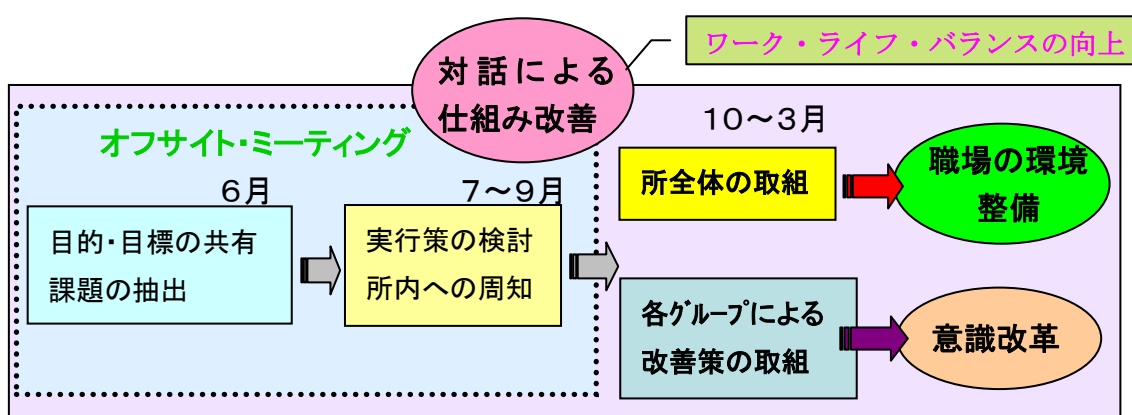 ワーク・ライフ・バランスの向上
対話による
仕組み改善
オフサイト・ミーティング
6月
目的・目標の共有
課題の抽出
7～9月
実行策の検討
所内への周知
10～3月
所全体の取組
職場の環境
整備
各グループによる
改善策の取組
意識改革